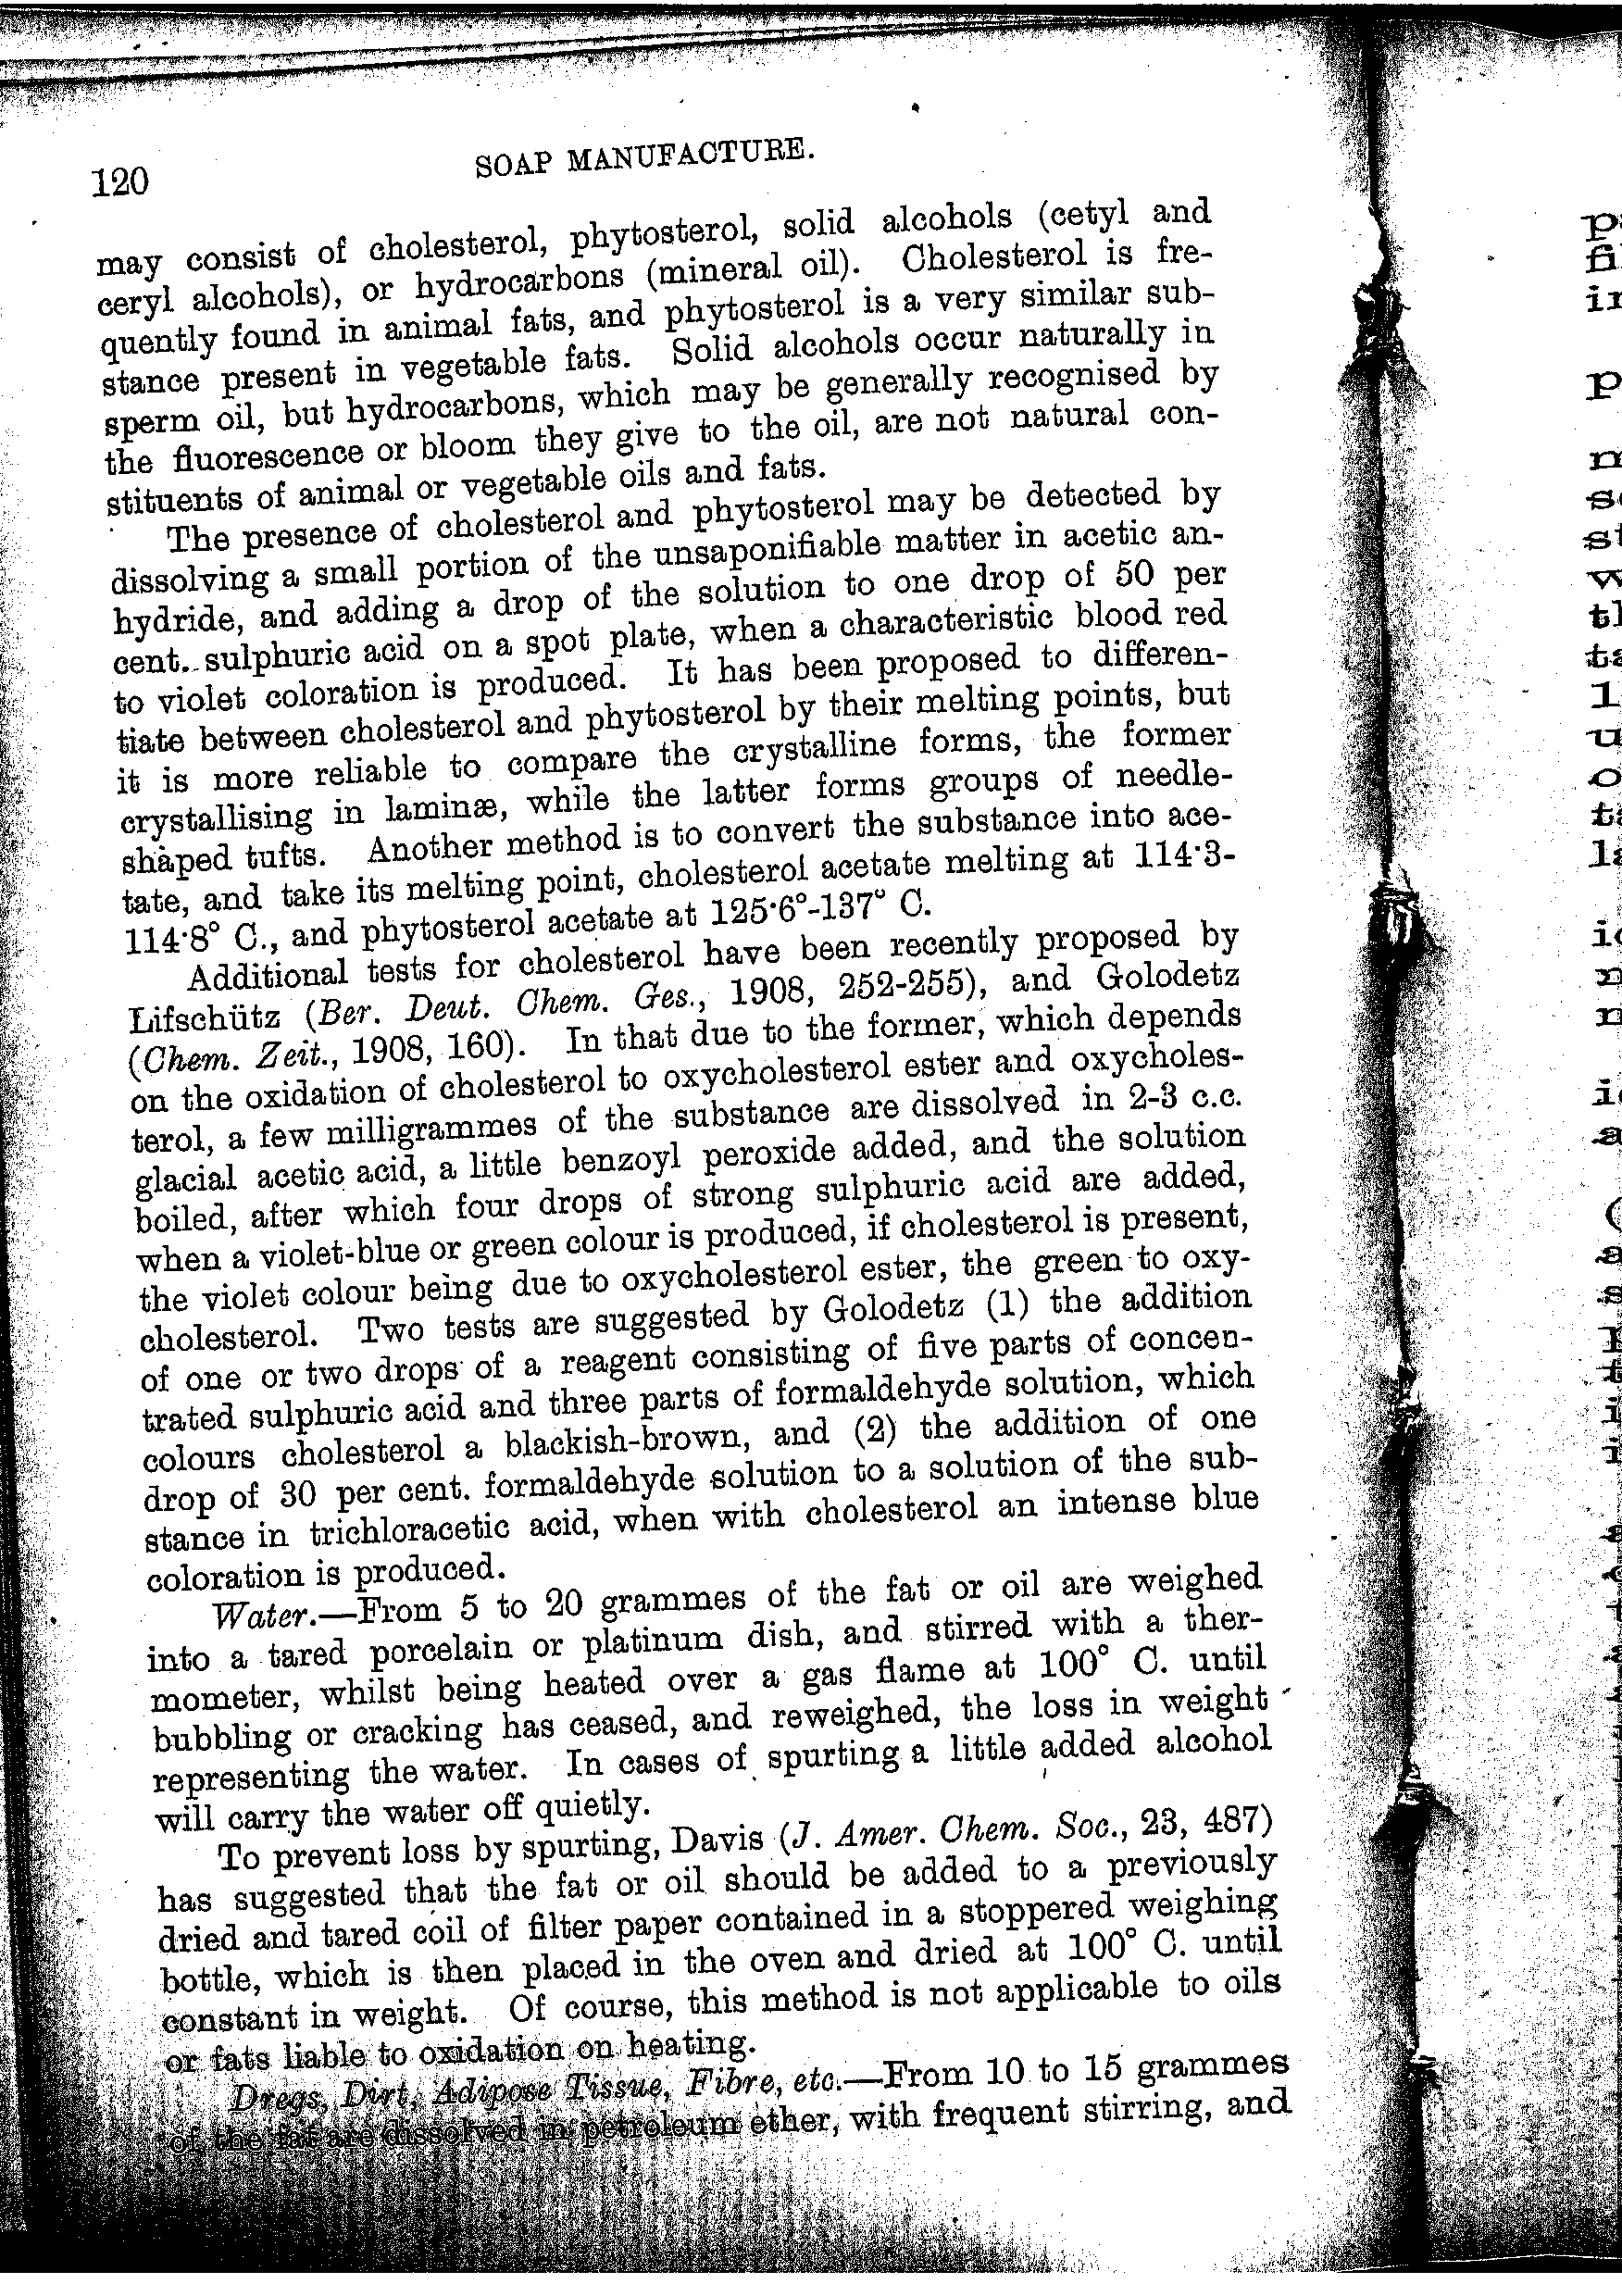 120
SOAP MANUFACTURE.
may consist of cholesterol, phytosterol, solid alcohols (cetyl and
ceryl alcohols), or hydrocarbons (mineral oil). Cholesterol is fre-
quently found in animal fats, and phytosterol is a very similar sub-
stance present in vegetable fats. Solid alcohols occur naturally in
sperm oil, but hydrocarbons, which may be generally recognised by
the fluorescence or bloom they give to the oil, are not natural con-
stituents of animal or vegetable oils and fats.
The presence of cholesterol and phytosterol may be detected by
dissolving a small portion of the unsaponifiable matter in acetic an-
hydride, and adding a drop of the solution to one drop of 50 per
cent. sulphuric acid on a spot plate, when a characteristic blood red
to violet coloration is produced. It has been proposed to differen-
tiate between cholesterol and phytosterol by their melting points, but
it is more reliable to compare the crystalline forms, the former
crystallising in laminæ, while the latter forms groups of needle-
shaped tufts. Another method is to convert the substance into ace-
tate, and take its melting point, cholesterol acetate melting at 114·3-
114·8° C., and phytosterol acetate at 125·6°-137° C.
Additional tests for cholesterol have been recently proposed by
Lifschütz (Ber. Deut. Chem. Ges., 1908, 252-255), and Golodetz
(Chem. Zeit., 1908, 160). In that due to the former, which depends
on the oxidation of cholesterol to oxycholesterol ester and oxycholes-
terol, a few milligrammes of the substance are dissolved in 2-3 c.c.
glacial acetic acid, a little benzoyl peroxide added, and the solution
boiled, after which four drops of strong sulphuric acid are added,
when a violet-blue or green colour is produced, if cholesterol is present,
the violet colour being due to oxycholesterol ester, the green to oxy-
cholesterol. Two tests are suggested by Golodetz (1) the addition
of one or two drops of a reagent consisting of five parts of concen-
trated sulphuric acid and three parts of formaldehyde solution, which
colours cholesterol a blackish-brown, and (2) the addition of one
drop of 30 per cent. formaldehyde solution to a solution of the sub-
stance in trichloracetic acid, when with cholesterol an intense blue
coloration is produced.
Water.—From 5 to 20 grammes of the fat or oil are weighed
into a tared porcelain or platinum dish, and stirred with a ther-
mometer, whilst being heated over a gas flame at 100° C. until
bubbling or cracking has ceased, and reweighed, the loss in weight
representing the water. In cases of spurting a little added alcohol
will carry the water off quietly.
To prevent loss by spurting, Davis (J. Amer. Chem. Soc., 23, 487)
has suggested that the fat or oil should be added to a previously
dried and tared coil of filter paper contained in a stoppered weighing
bottle, which is then placed in the oven and dried at 100° C. until
constant in weight. Of course, this method is not applicable to oils
or fats liable to oxidation on heating.
Dregs, Dirt, Adipose Tissue, Fibre, etc.—From 10 to 15 grammes
of the fat are dissolved in petroleum ether, with frequent stirring, and